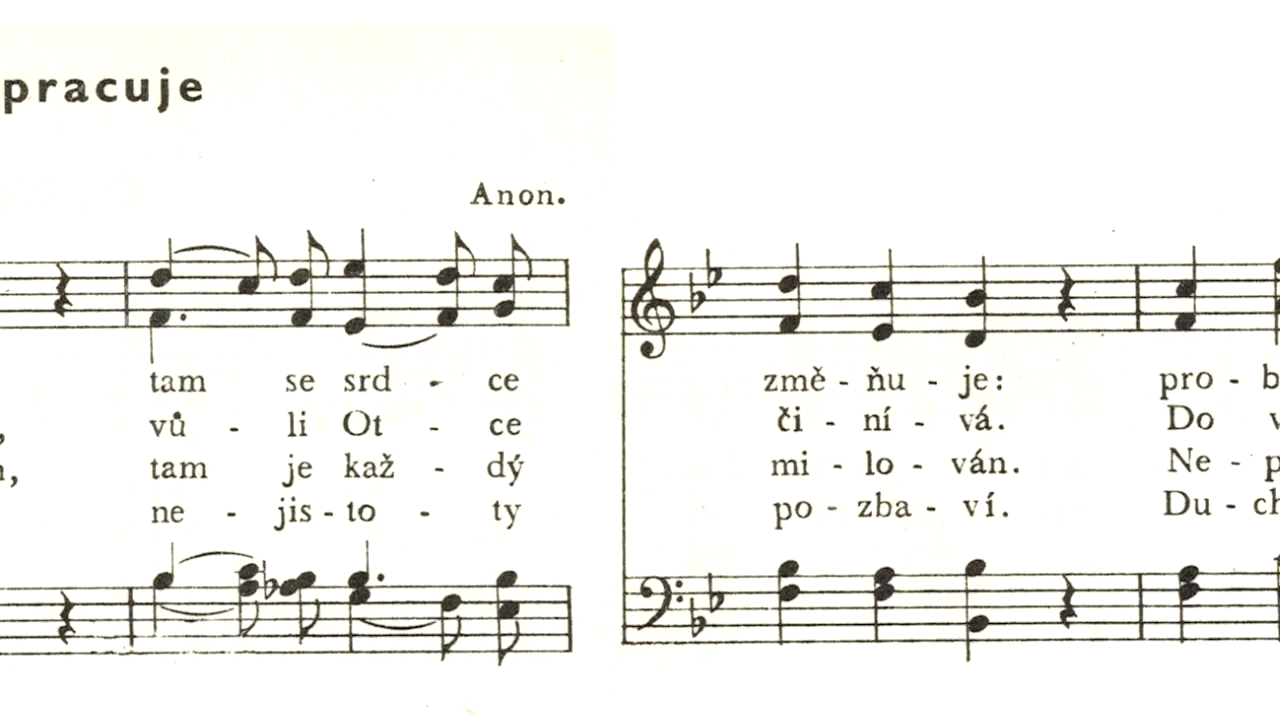 pracuje
Anon.
tam se srd - ce
vů - li Ot - ce
tam je kaž - dý
ne - jis - to - ty
změ - ňu - je: pro -
či - ní - vá. Do
mi - lo - ván. Ne -
po - zba - ví. Du -